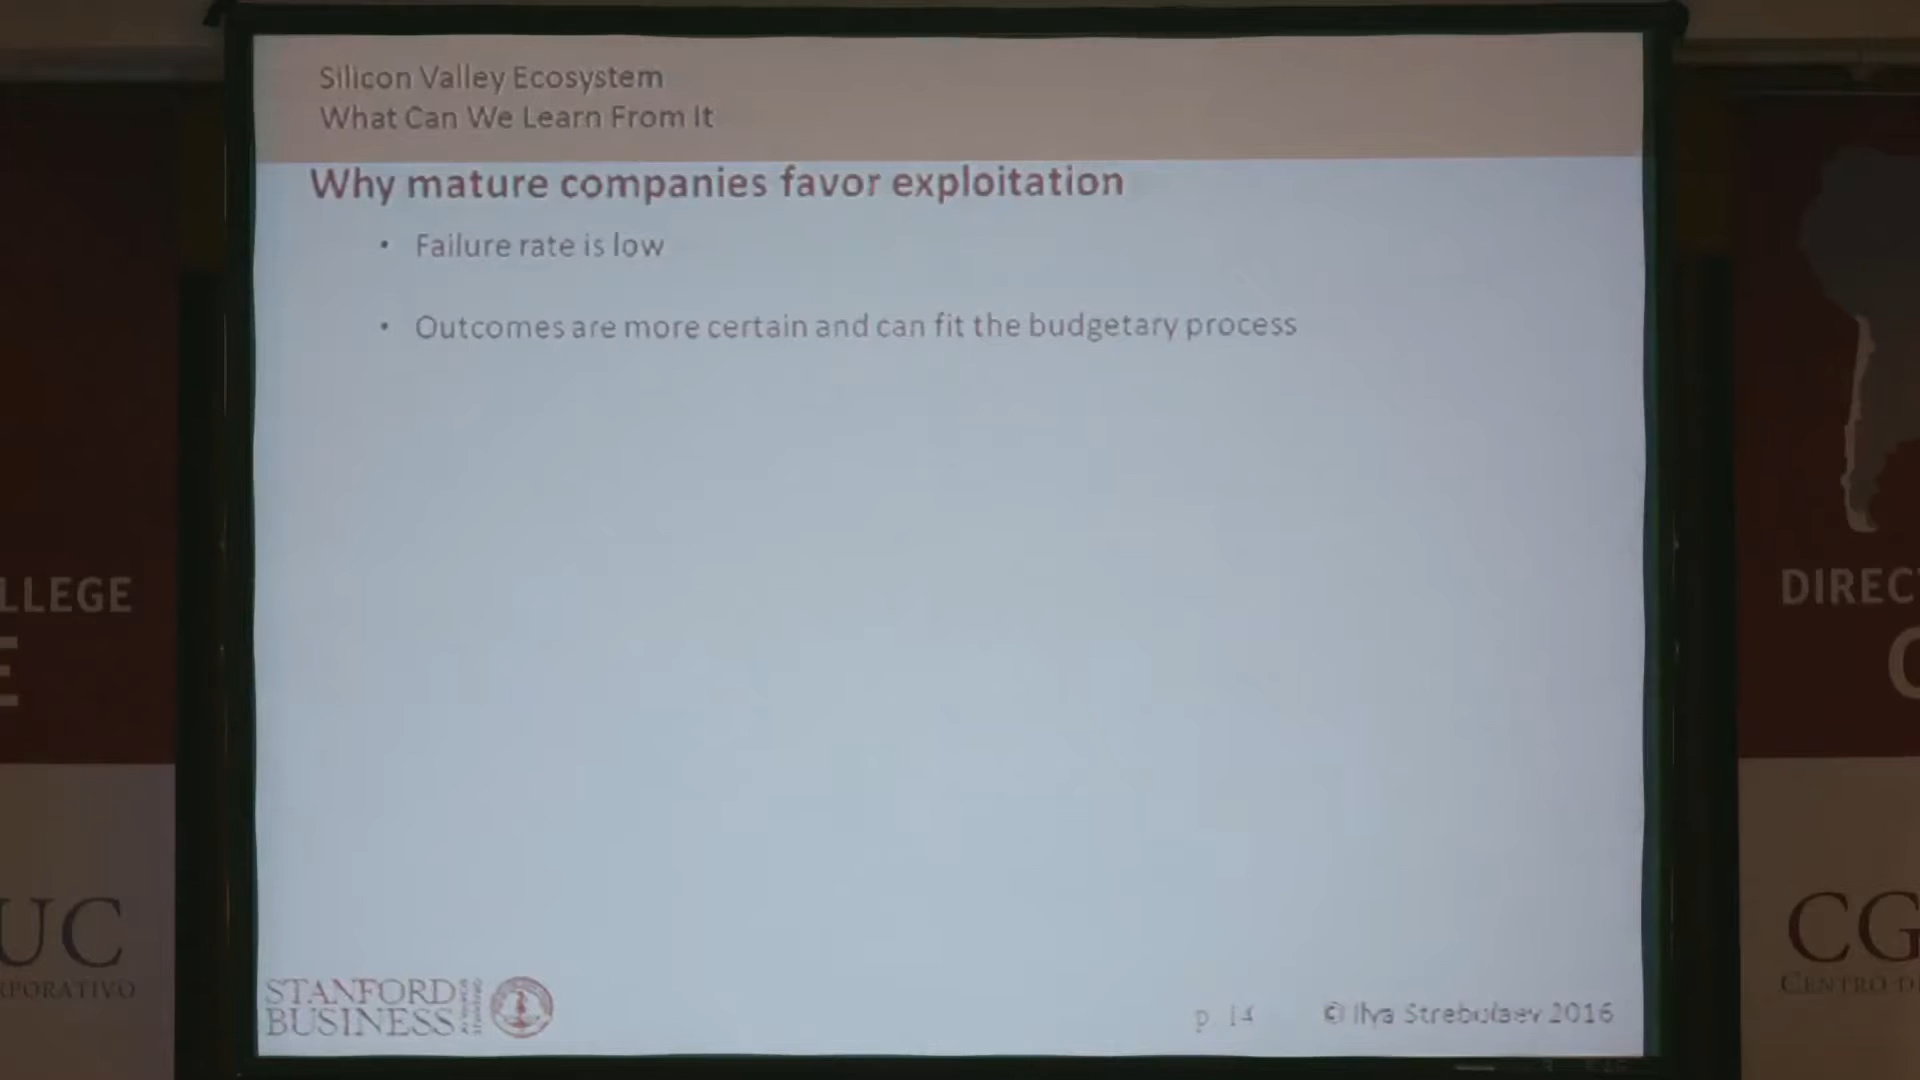 Silicon Valley Ecosystem
What Can We Learn From It
Why mature companies favor exploitation
• Failure rate is low
• Outcomes are more certain and can fit the budgetary process
LLEGE
E
UC
RPORATIVO
DIREC
C
CG
CENTRO D
STANFORD
BUSINESS
p 14
© Ilya Strebulaev 2016